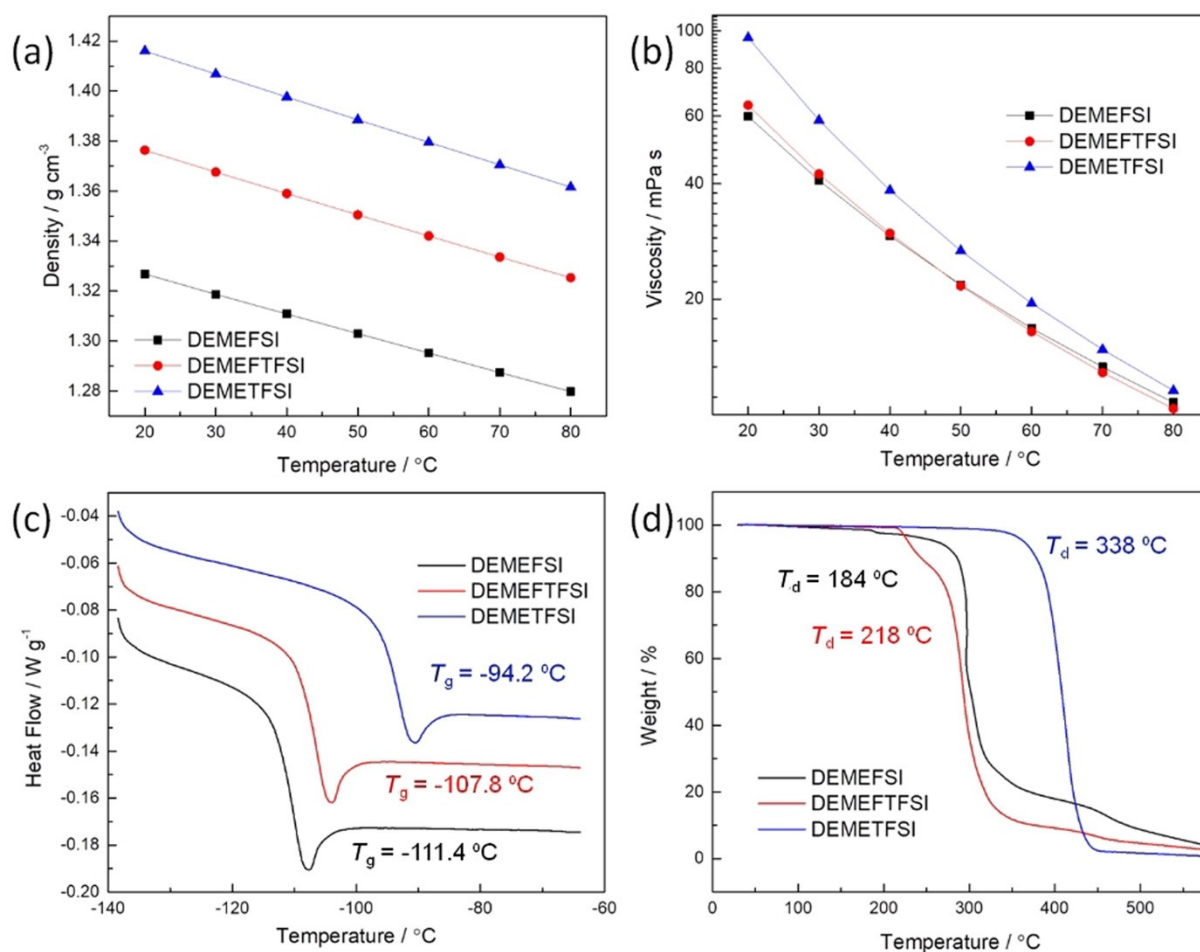 (a)
1.42
1.40
1.38
1.36
1.34
1.32
1.30
1.28
Density / g cm⁻³
DEMEFSI
DEMEFTFSI
DEMETFSI
20 30 40 50 60 70 80
Temperature / °C
(b)
100
80
60
40
20
Viscosity / mPa s
DEMEFSI
DEMEFTFSI
DEMETFSI
20 30 40 50 60 70 80
Temperature / °C
(c)
-0.04
-0.06
-0.08
-0.10
-0.12
-0.14
-0.16
-0.18
-0.20
Heat Flow / W g⁻¹
DEMEFSI
DEMEFTFSI
DEMETFSI
Tg = -94.2 °C
Tg = -107.8 °C
Tg = -111.4 °C
-140 -120 -100 -80 -60
Temperature / °C
(d)
100
80
60
40
20
0
Weight / %
Td = 338 °C
Td = 184 °C
Td = 218 °C
DEMEFSI
DEMEFTFSI
DEMETFSI
0 100 200 300 400 500
Temperature / °C